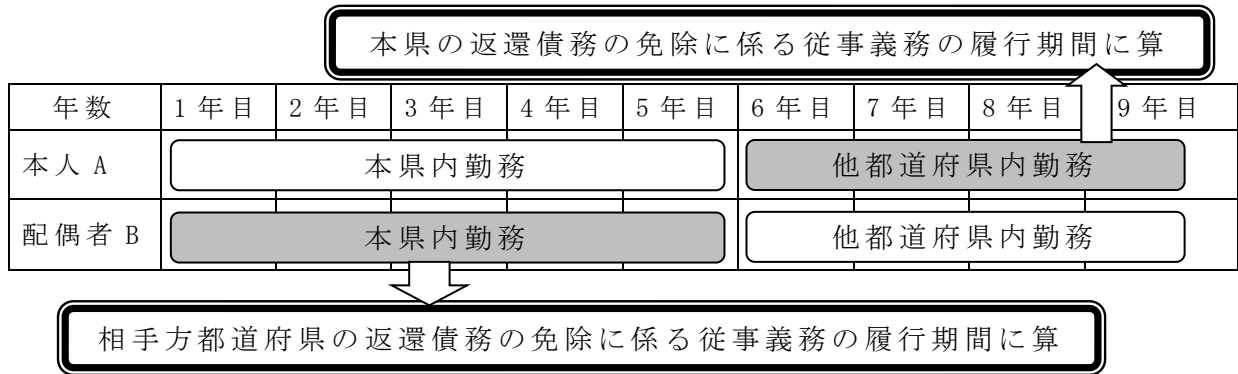 本県の返還債務の免除に係る従事義務の履行期間に算
年数 1年目 2年目 3年目 4年目 5年目 6年目 7年目 8年目 9年目
本人A 本県内勤務 他都道府県内勤務
配偶者B 本県内勤務 他都道府県内勤務
相手方都道府県の返還債務の免除に係る従事義務の履行期間に算